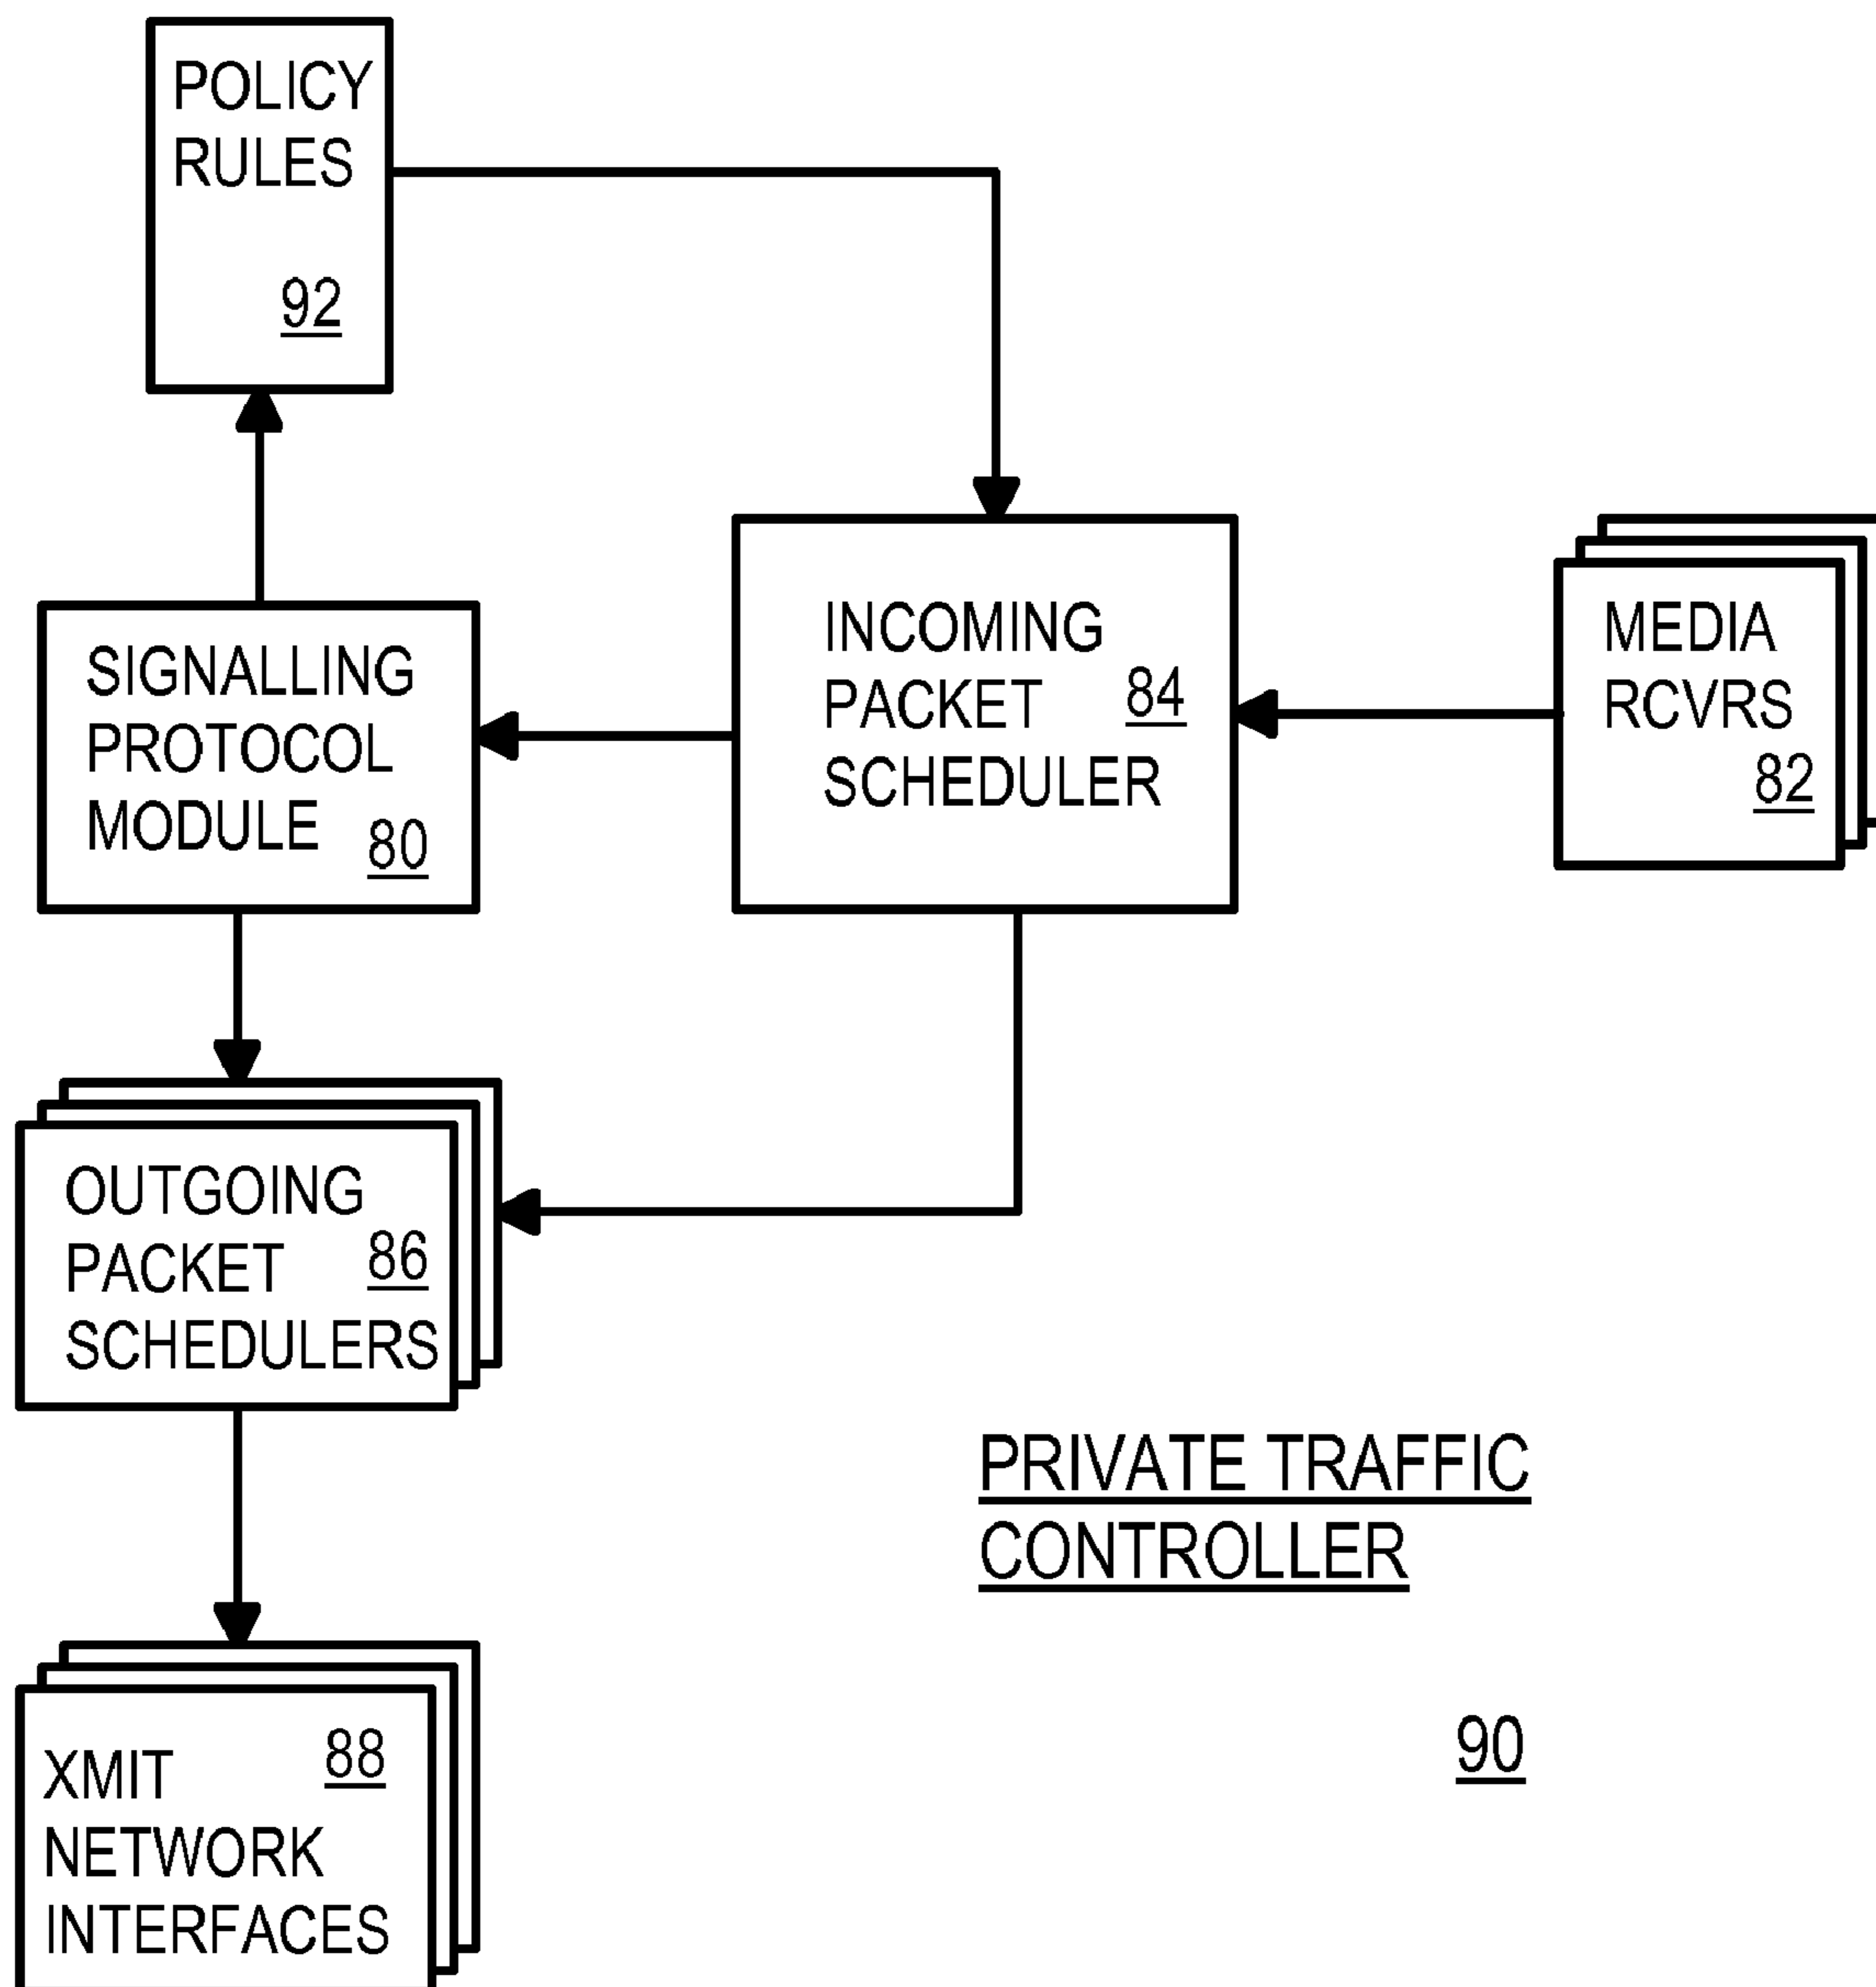 POLICY
RULES
92
SIGNALLING
PROTOCOL
MODULE
80
INCOMING
PACKET
SCHEDULER
84
MEDIA
RCVRS
82
OUTGOING
PACKET
SCHEDULERS
86
XMIT
NETWORK
INTERFACES
88
PRIVATE TRAFFIC
CONTROLLER
90